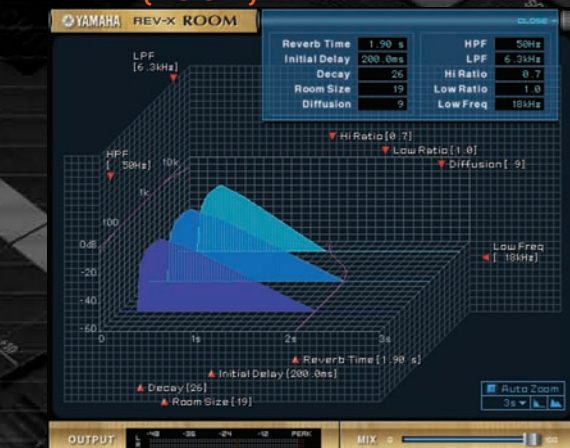 YAMAHA REV-X ROOM
CLOSE
Reverb Time 1.90 s
Initial Delay 200.0ms
Decay 26
Room Size 19
Diffusion 9
HPF 50Hz
LPF 6.3kHz
Hi Ratio 0.7
Low Ratio 1.0
Low Freq 18kHz
LPF
[6.3kHz]
Hi Ratio[0.7]
Low Ratio[1.0]
Diffusion[ 9]
HPF
[ 50Hz]
10k
1k
100
0dB
-20
-40
-60
0 1s 2s 3s
Low Freq
[ 18kHz]
Reverb Time[1.90 s]
Initial Delay[200.0ms]
Decay[26]
Room Size[19]
Auto Zoom
3s
OUTPUT L R -48 -36 -24 -12 PEAK
MIX 0 100